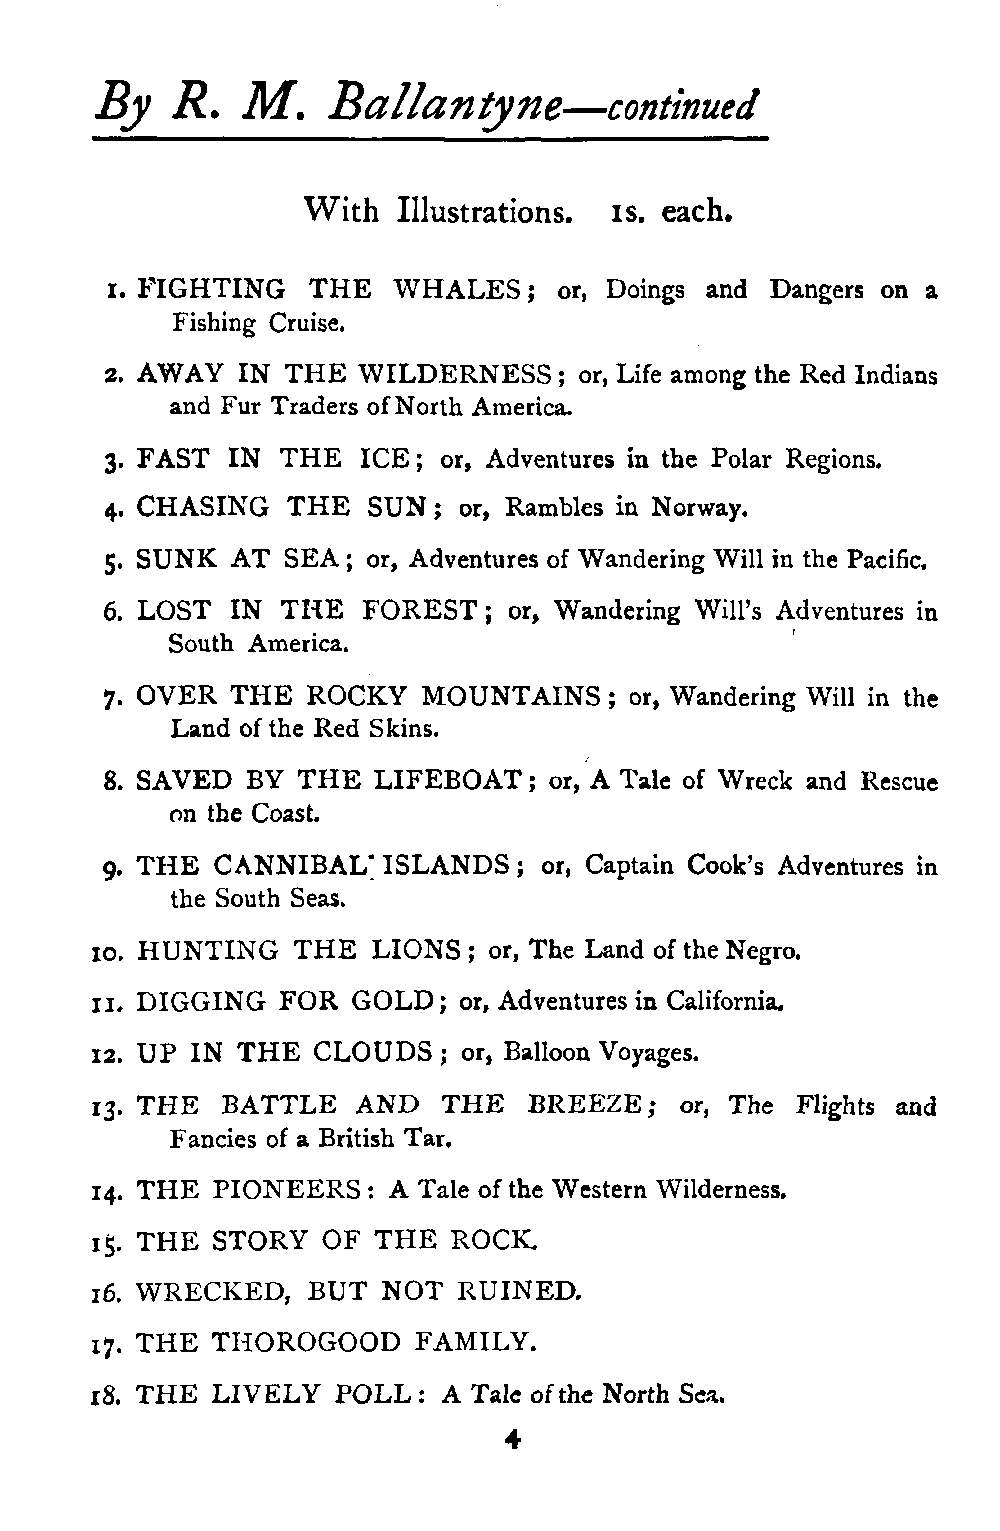 By R. M. Ballantyne—continued
With Illustrations. 1s. each.
1. FIGHTING THE WHALES; or, Doings and Dangers on a
Fishing Cruise.
2. AWAY IN THE WILDERNESS; or, Life among the Red Indians
and Fur Traders of North America.
3. FAST IN THE ICE; or, Adventures in the Polar Regions.
4. CHASING THE SUN; or, Rambles in Norway.
5. SUNK AT SEA; or, Adventures of Wandering Will in the Pacific.
6. LOST IN THE FOREST; or, Wandering Will's Adventures in
South America.
7. OVER THE ROCKY MOUNTAINS; or, Wandering Will in the
Land of the Red Skins.
8. SAVED BY THE LIFEBOAT; or, A Tale of Wreck and Rescue
on the Coast.
9. THE CANNIBAL ISLANDS; or, Captain Cook's Adventures in
the South Seas.
10. HUNTING THE LIONS; or, The Land of the Negro.
11. DIGGING FOR GOLD; or, Adventures in California.
12. UP IN THE CLOUDS; or, Balloon Voyages.
13. THE BATTLE AND THE BREEZE; or, The Flights and
Fancies of a British Tar.
14. THE PIONEERS: A Tale of the Western Wilderness.
15. THE STORY OF THE ROCK.
16. WRECKED, BUT NOT RUINED.
17. THE THOROGOOD FAMILY.
18. THE LIVELY POLL: A Tale of the North Sea.
4